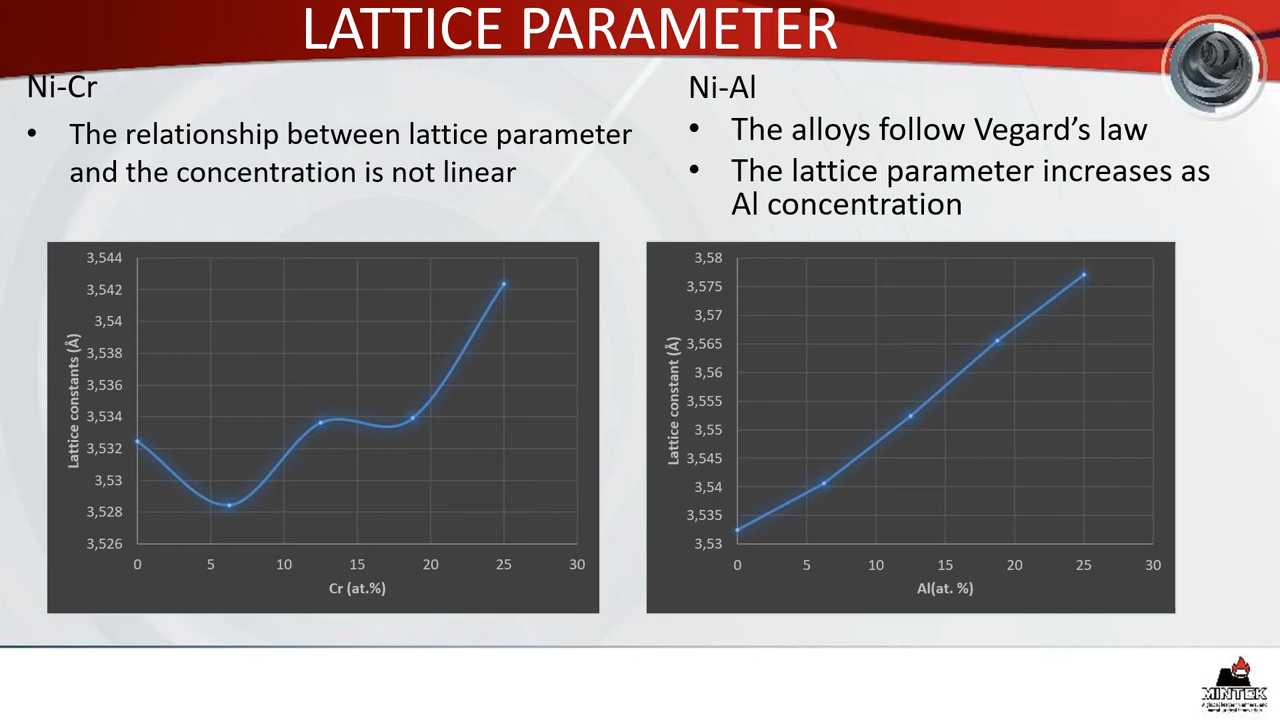 LATTICE PARAMETER
Ni-Cr
• The relationship between lattice parameter
and the concentration is not linear
Ni-Al
• The alloys follow Vegard's law
• The lattice parameter increases as
Al concentration
Lattice constants (Å)
3,544
3,542
3,54
3,538
3,536
3,534
3,532
3,53
3,528
3,526
0 5 10 15 20 25 30
Cr (at.%)
Lattice constant (Å)
3,58
3,575
3,57
3,565
3,56
3,555
3,55
3,545
3,54
3,535
3,53
0 5 10 15 20 25 30
Al(at. %)
MINTEK